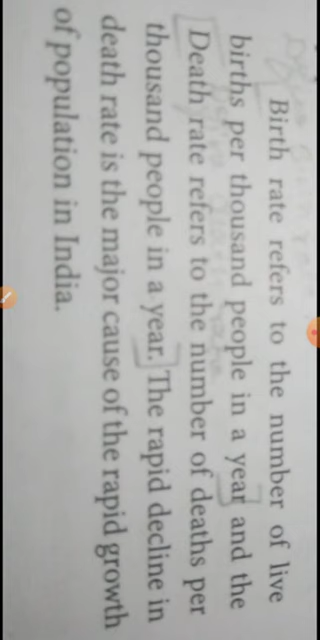 Birth rate refers to the number of live
births per thousand people in a year and the
Death rate refers to the number of deaths per
thousand people in a year. The rapid decline in
death rate is the major cause of the rapid growth
of population in India.